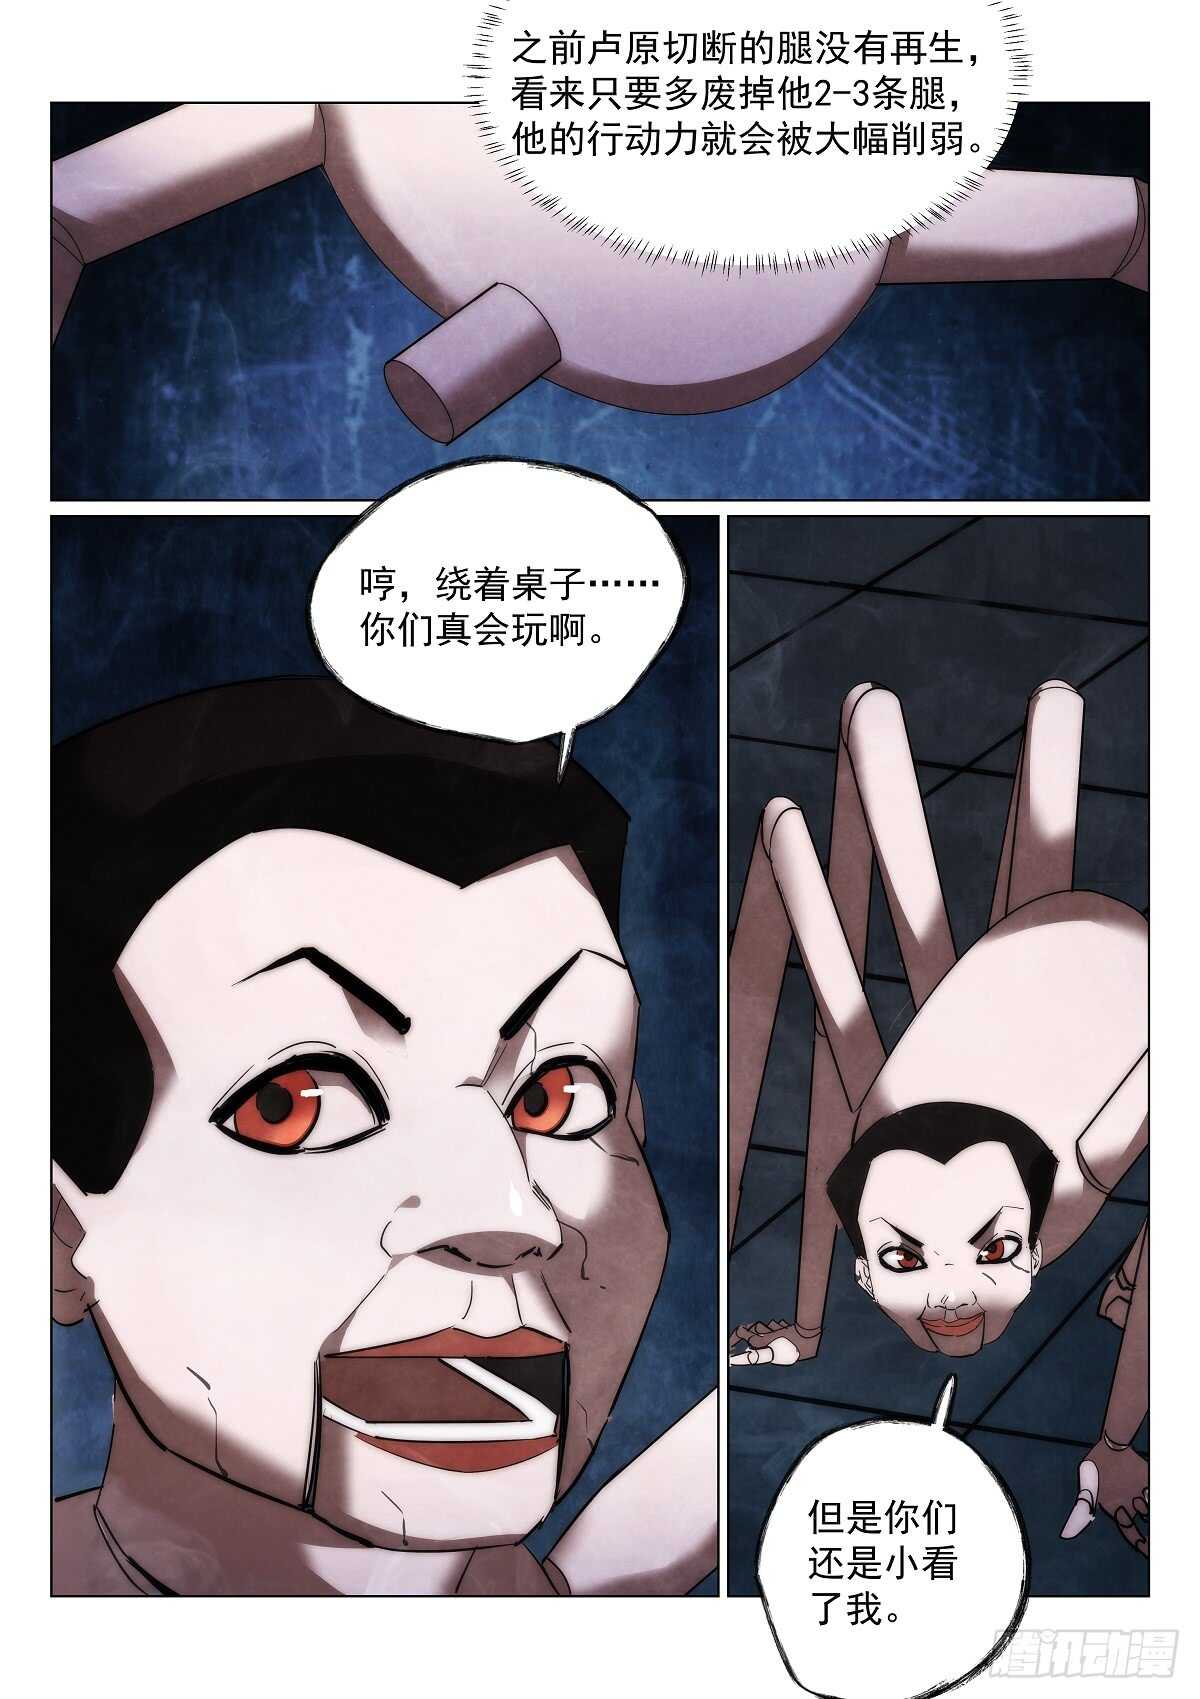 之前卢原切断的腿没有再生，
看来只要多废掉他2-3条腿，
他的行动力就会被大幅削弱。
哼，绕着桌子……
你们真会玩啊。
但是你们
还是小看
了我。
腾讯动漫